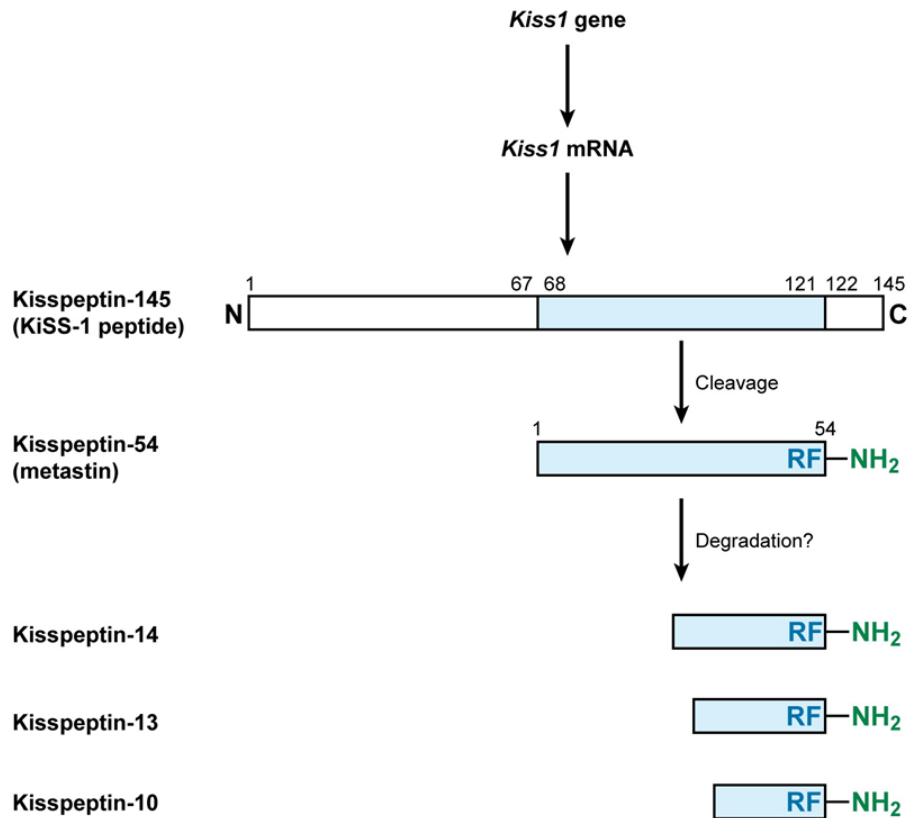 Kiss1 gene
Kiss1 mRNA
1 67 68 121 122 145
Kisspeptin-145
(KiSS-1 peptide)
N C
Cleavage
1 54
Kisspeptin-54
(metastin)
RF NH2
Degradation?
Kisspeptin-14 RF NH2
Kisspeptin-13 RF NH2
Kisspeptin-10 RF NH2